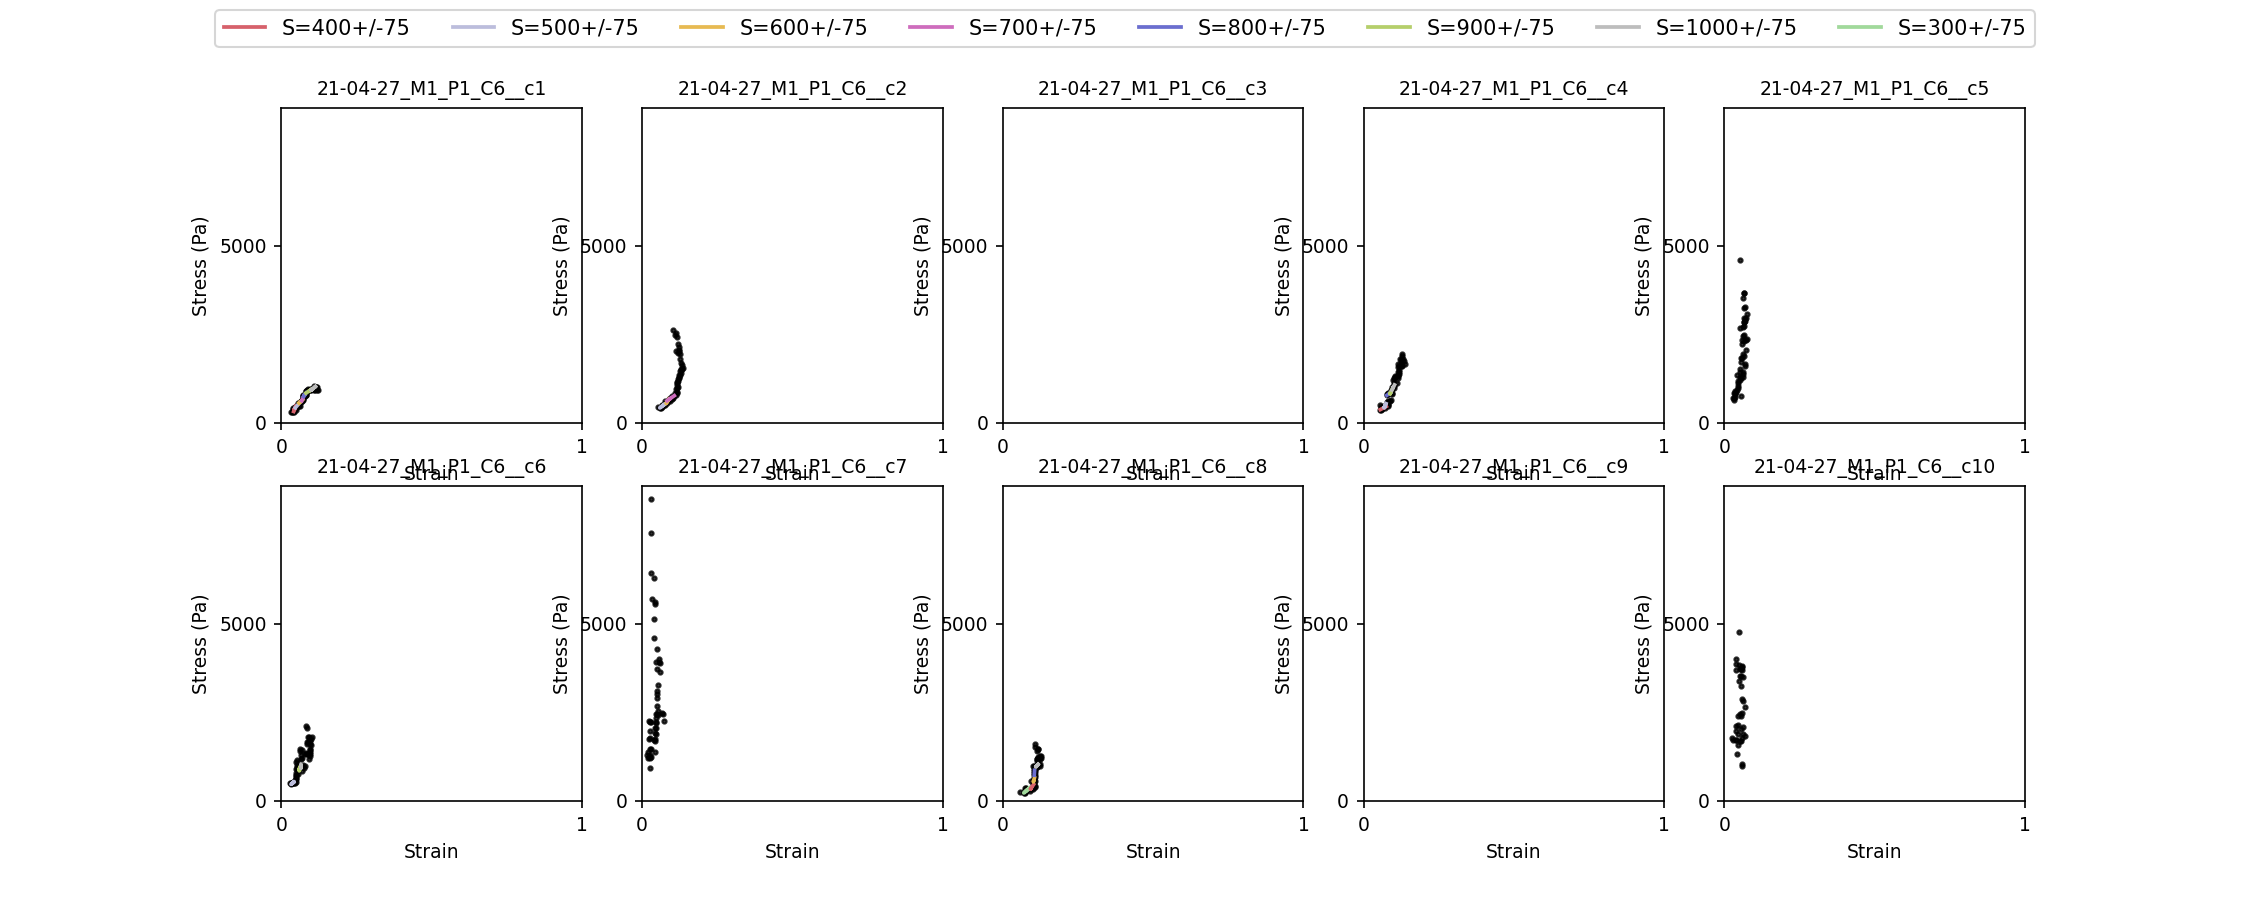 S=400+/-75 S=500+/-75 S=600+/-75 S=700+/-75 S=800+/-75 S=900+/-75 S=1000+/-75 S=300+/-75
21-04-27_M1_P1_C6__c1 21-04-27_M1_P1_C6__c2 21-04-27_M1_P1_C6__c3 21-04-27_M1_P1_C6__c4 21-04-27_M1_P1_C6__c5
Stress (Pa) Stress (Pa) Stress (Pa) Stress (Pa) Stress (Pa)
5000 5000 5000 5000 5000
0 0 0 0 0
0 1 0 1 0 1 0 1 0 1
Strain Strain Strain Strain Strain
21-04-27_M1_P1_C6__c6 21-04-27_M1_P1_C6__c7 21-04-27_M1_P1_C6__c8 21-04-27_M1_P1_C6__c9 21-04-27_M1_P1_C6__c10
Stress (Pa) Stress (Pa) Stress (Pa) Stress (Pa) Stress (Pa)
5000 5000 5000 5000 5000
0 0 0 0 0
0 1 0 1 0 1 0 1 0 1
Strain Strain Strain Strain Strain